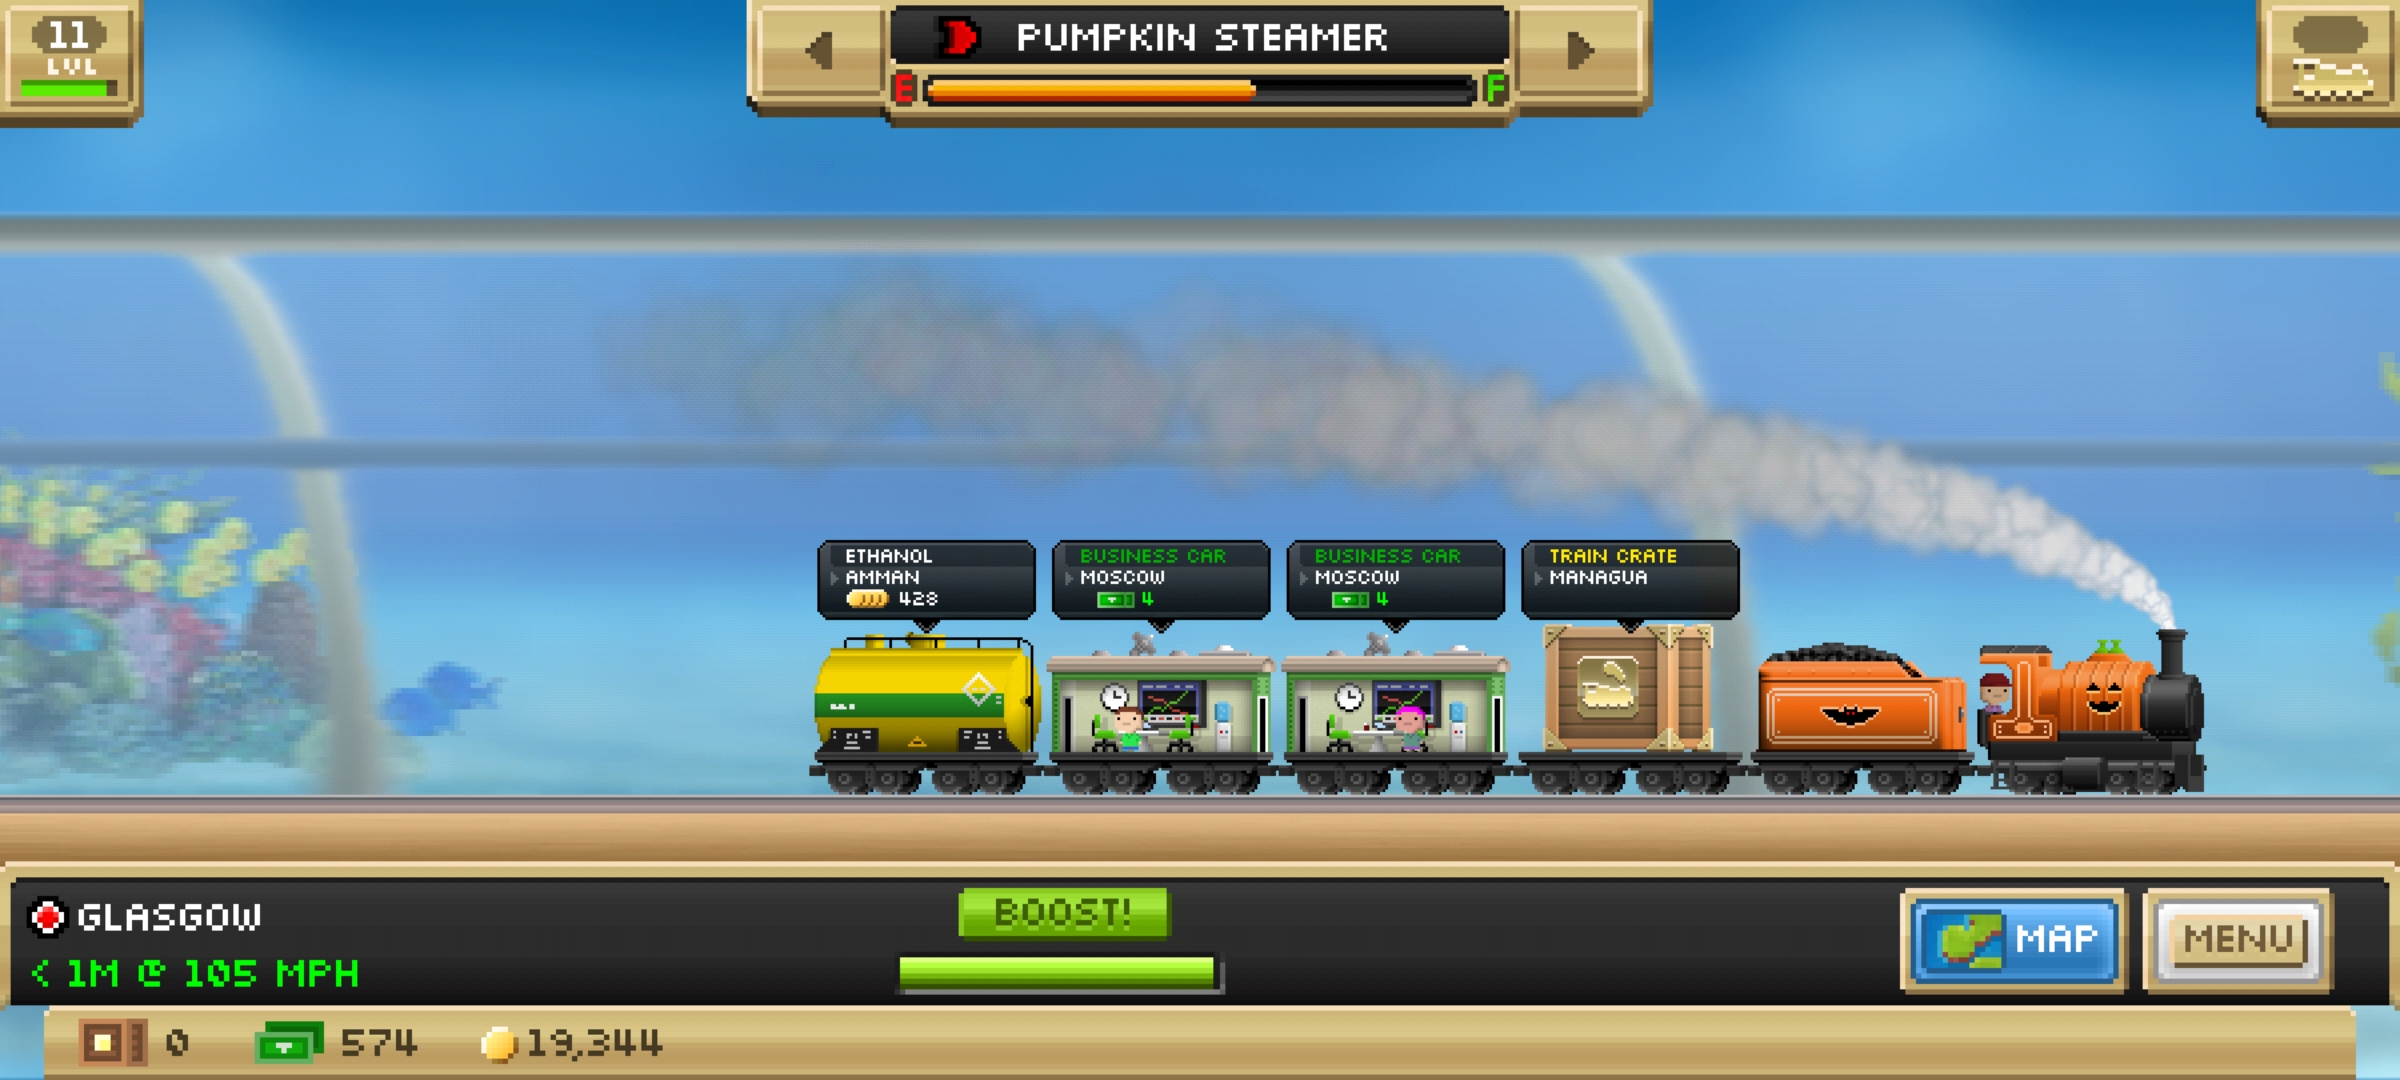 11
LVL
PUMPKIN STEAMER
E F
ETHANOL
AMMAN
428
BUSINESS CAR
MOSCOW
4
BUSINESS CAR
MOSCOW
4
TRAIN CRATE
MANAGUA
GLASGOW
< 1M @ 105 MPH
BOOST!
MAP
MENU
0
574
19,344